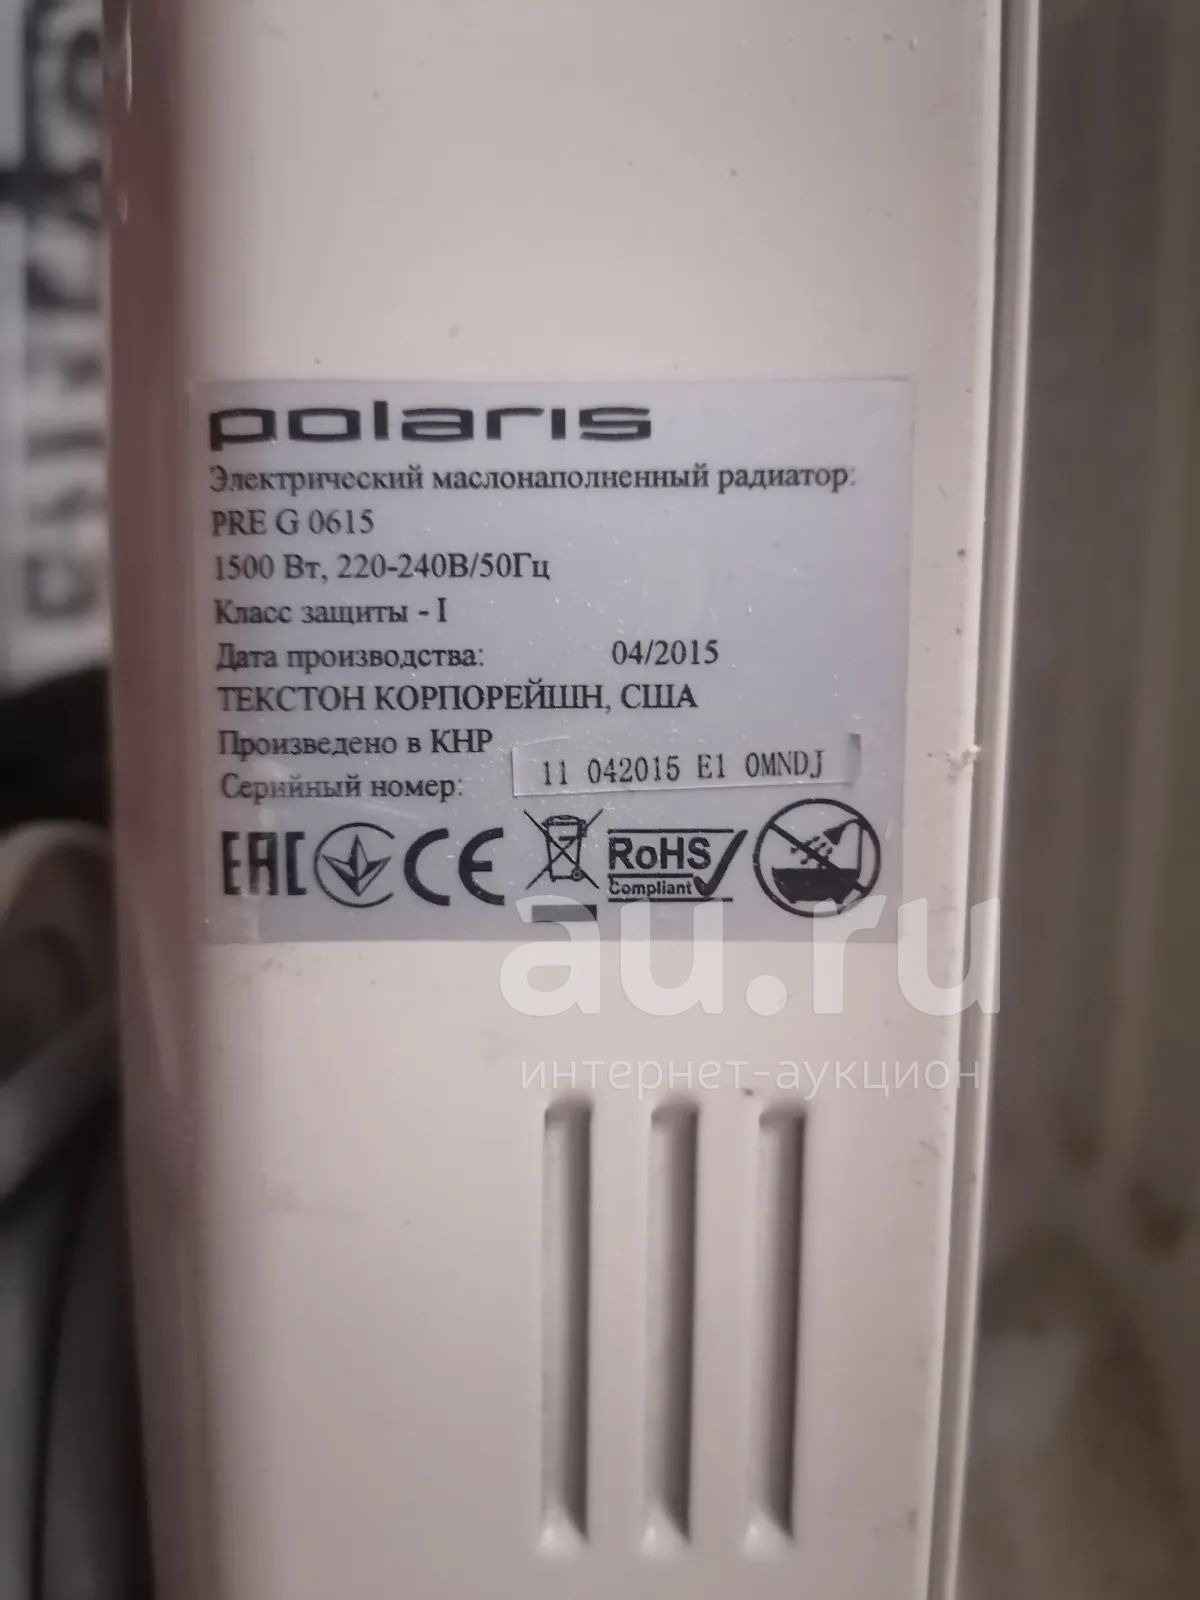 polaris
Электрический маслонаполненный радиатор:
PRE G 0615
1500 Вт, 220-240В/50Гц
Класс защиты - I
Дата производства: 04/2015
ТЕКСТОН КОРПОРЕЙШН, США
Произведено в КНР
Серийный номер: 11 042015 E1 0MNDJ
EAC CE RoHS
Compliant
au.ru
интернет-аукцион